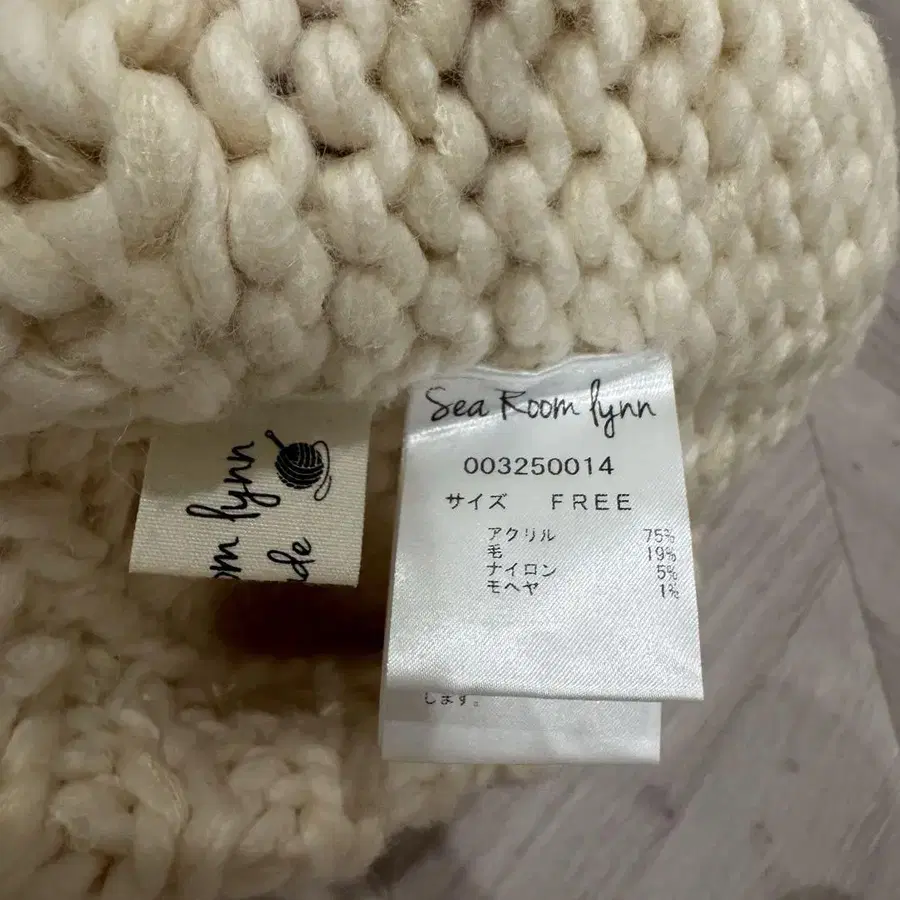 Sea Room lynn
003250014
サイズ FREE
アクリル 75%
毛 19%
ナイロン 5%
モヘヤ 1%
します。
om lynn
ade